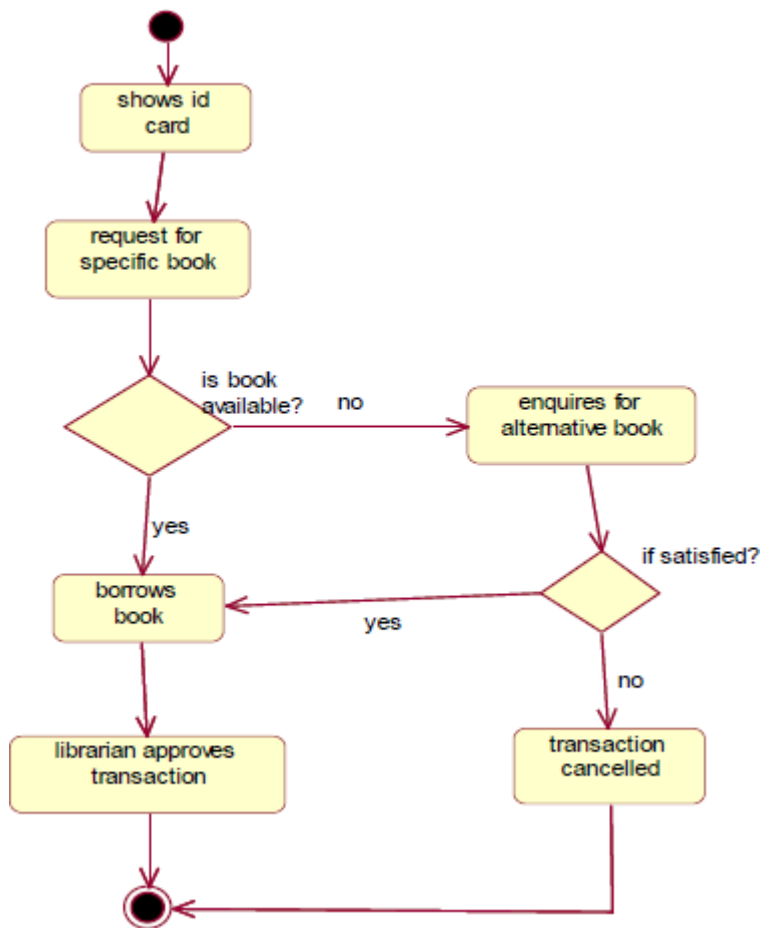 shows id
card
request for
specific book
is book
available?
no
enquires for
alternative book
yes
if satisfied?
borrows
book
yes
no
librarian approves
transaction
transaction
cancelled